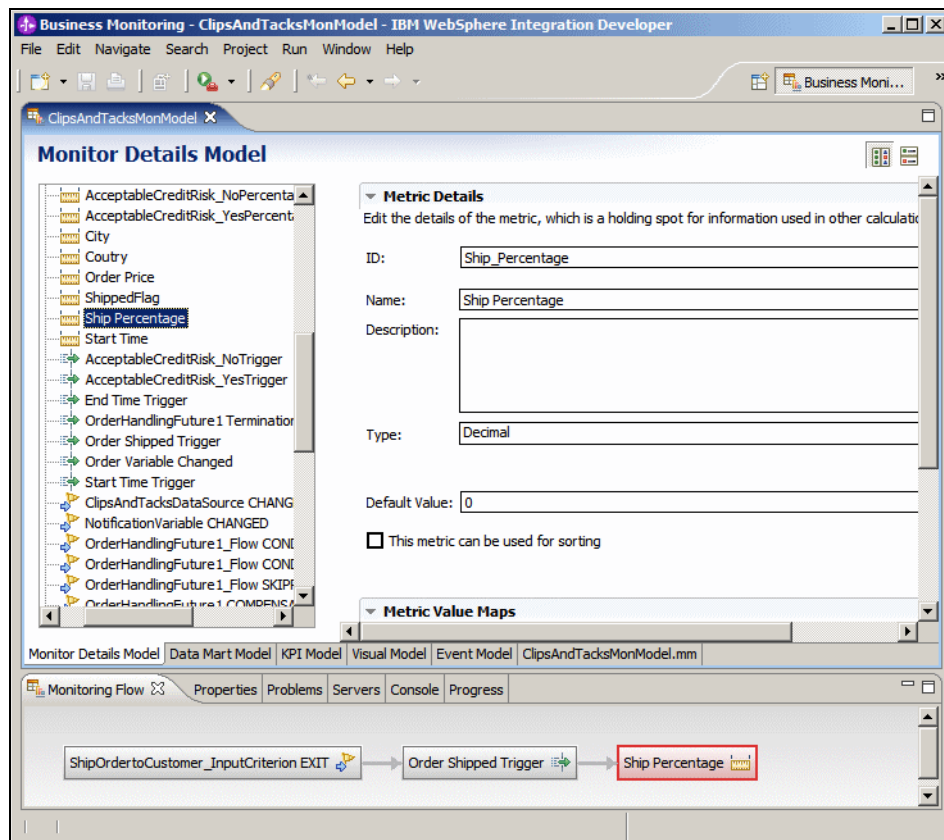 Business Monitoring - ClipsAndTacksMonModel - IBM WebSphere Integration Developer
File Edit Navigate Search Project Run Window Help
Business Moni...
ClipsAndTacksMonModel
Monitor Details Model
AcceptableCreditRisk_NoPercenta
AcceptableCreditRisk_YesPercenta
City
Coutry
Order Price
ShippedFlag
Ship Percentage
Start Time
AcceptableCreditRisk_NoTrigger
AcceptableCreditRisk_YesTrigger
End Time Trigger
OrderHandlingFuture1 Termination
Order Shipped Trigger
Order Variable Changed
Start Time Trigger
ClipsAndTacksDataSource CHANG
NotificationVariable CHANGED
OrderHandlingFuture1_Flow COND
OrderHandlingFuture1_Flow COND
OrderHandlingFuture1_Flow SKIPP
OrderHandlingFuture1 COMPENSA
Metric Details
Edit the details of the metric, which is a holding spot for information used in other calculatio
ID: Ship_Percentage
Name: Ship Percentage
Description:
Type: Decimal
Default Value: 0
This metric can be used for sorting
Metric Value Maps
Monitor Details Model Data Mart Model KPI Model Visual Model Event Model ClipsAndTacksMonModel.mm
Monitoring Flow Properties Problems Servers Console Progress
ShipOrdertoCustomer_InputCriterion EXIT Order Shipped Trigger Ship Percentage